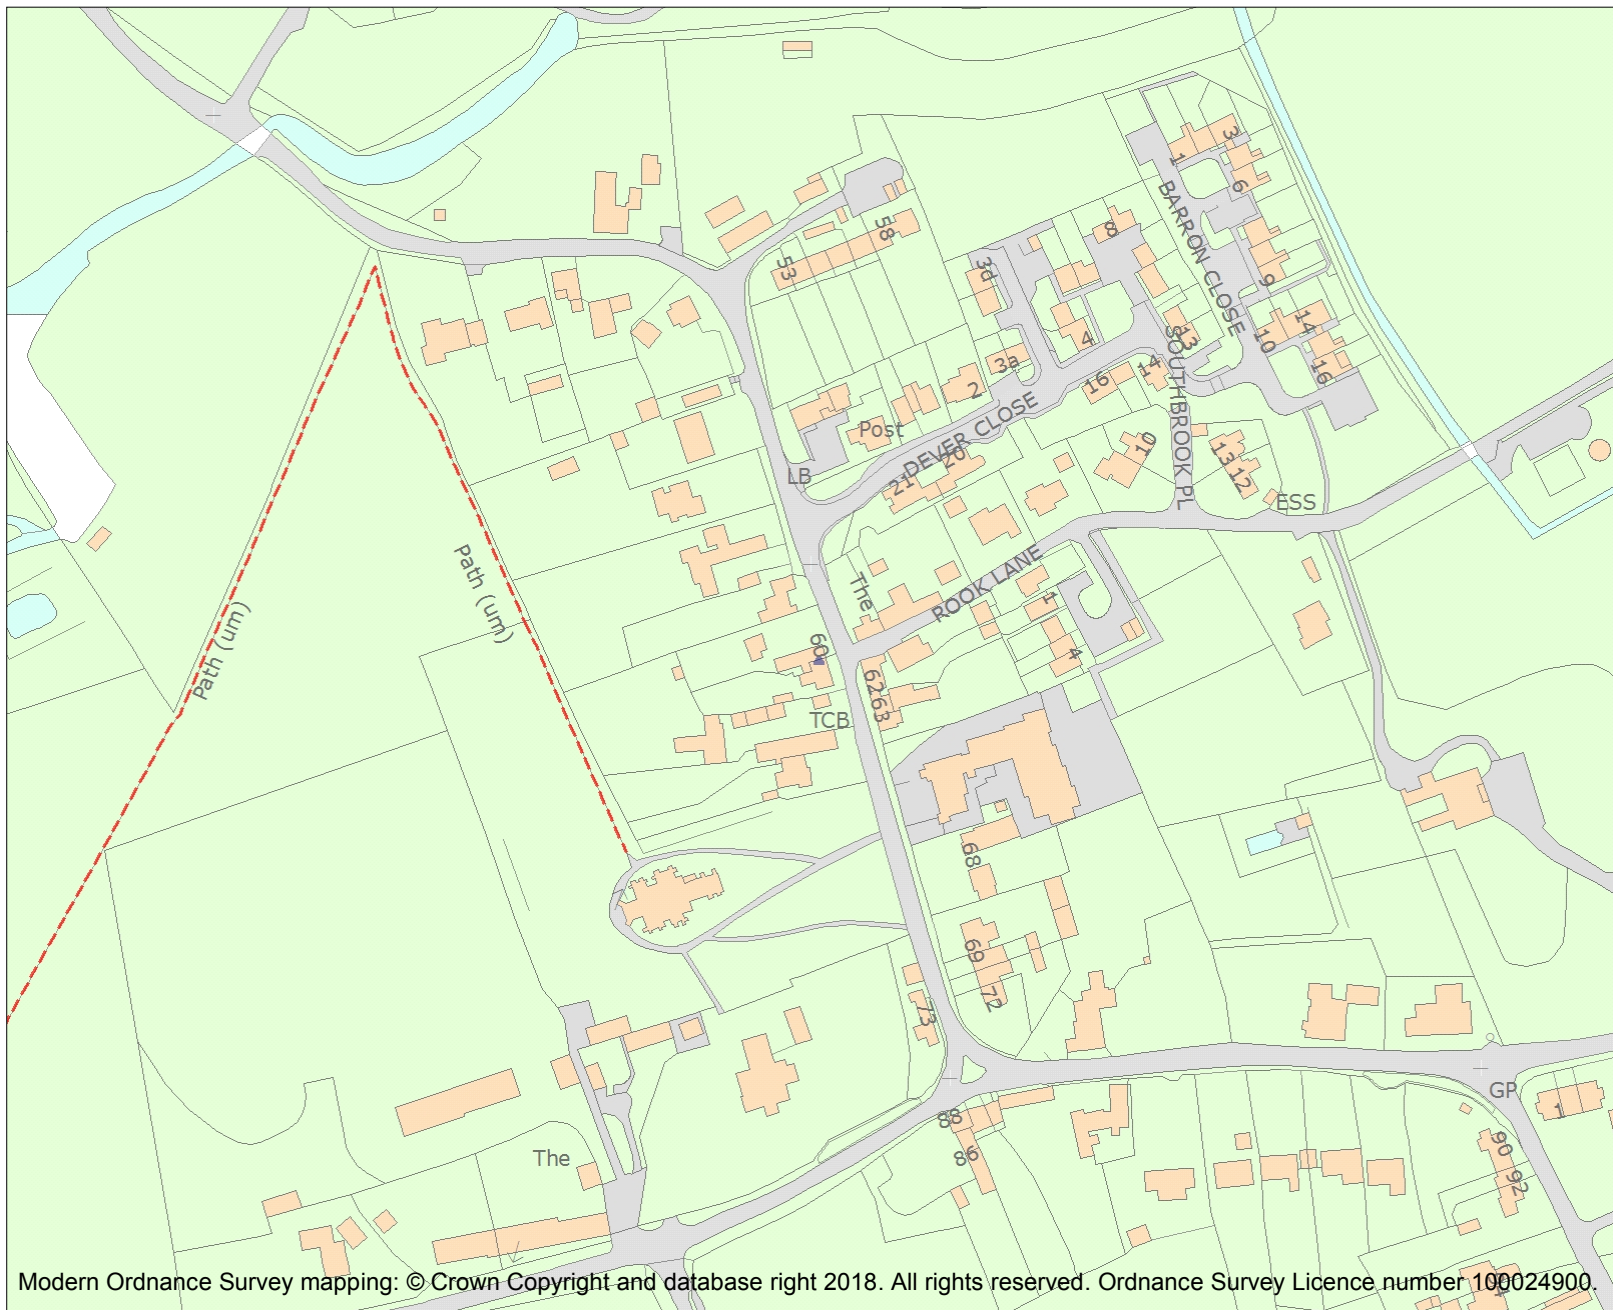 3
1
6
BARRON CLOSE
58
8
53
3d
9
14
13
10
4
3a
14
16
16
2
SOUTHBROOK PL
Post
DEVER CLOSE
20
10
13
12
LB
21
ESS
Path (um)
The
ROOK LANE
1
Path (um)
60
4
62
63
TCB
68
69
72
73
GP
88
1
86
90
92
The
Modern Ordnance Survey mapping: © Crown Copyright and database right 2018. All rights reserved. Ordnance Survey Licence number 100024900.